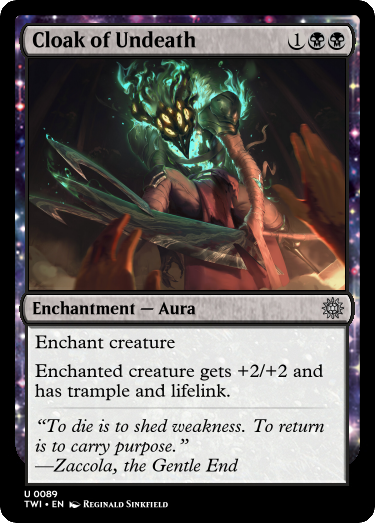 Cloak of Undeath 1
Enchantment — Aura
Enchant creature
Enchanted creature gets +2/+2 and
has trample and lifelink.
“To die is to shed weakness. To return
is to carry purpose.”
—Zaccola, the Gentle End
U 0089
TWI • EN Reginald Sinkfield